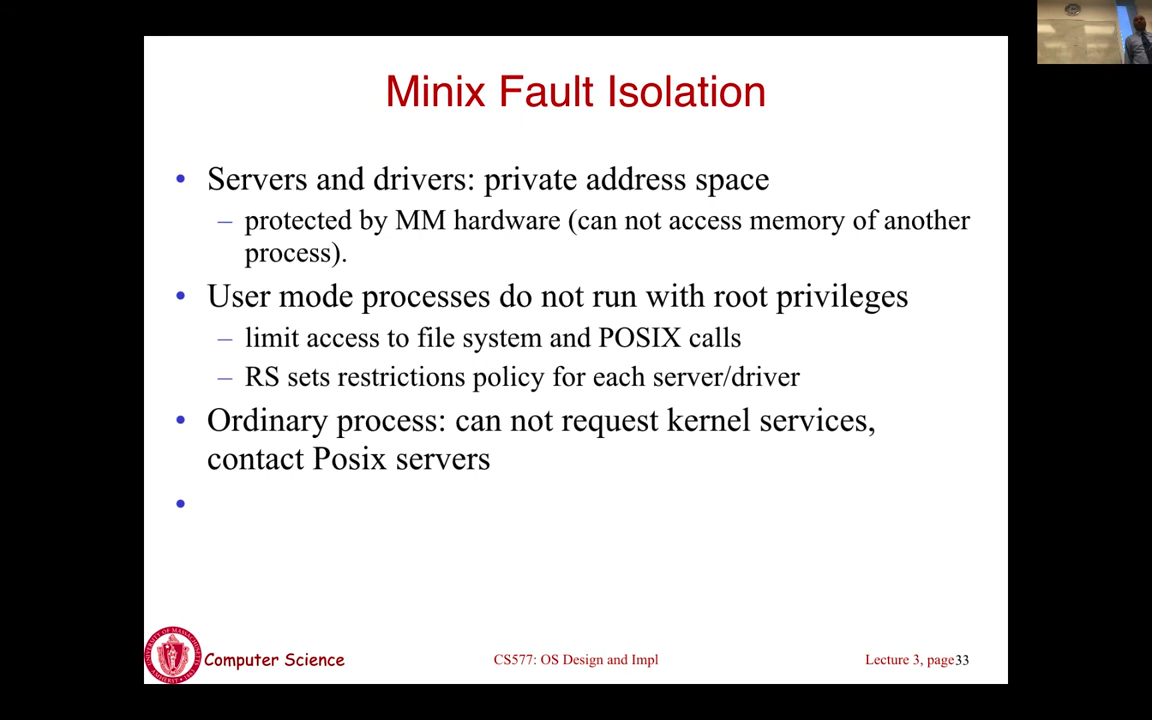 Minix Fault Isolation
• Servers and drivers: private address space
– protected by MM hardware (can not access memory of another
process).
• User mode processes do not run with root privileges
– limit access to file system and POSIX calls
– RS sets restrictions policy for each server/driver
• Ordinary process: can not request kernel services,
contact Posix servers
•
Computer Science
CS577: OS Design and Impl
Lecture 3, page33